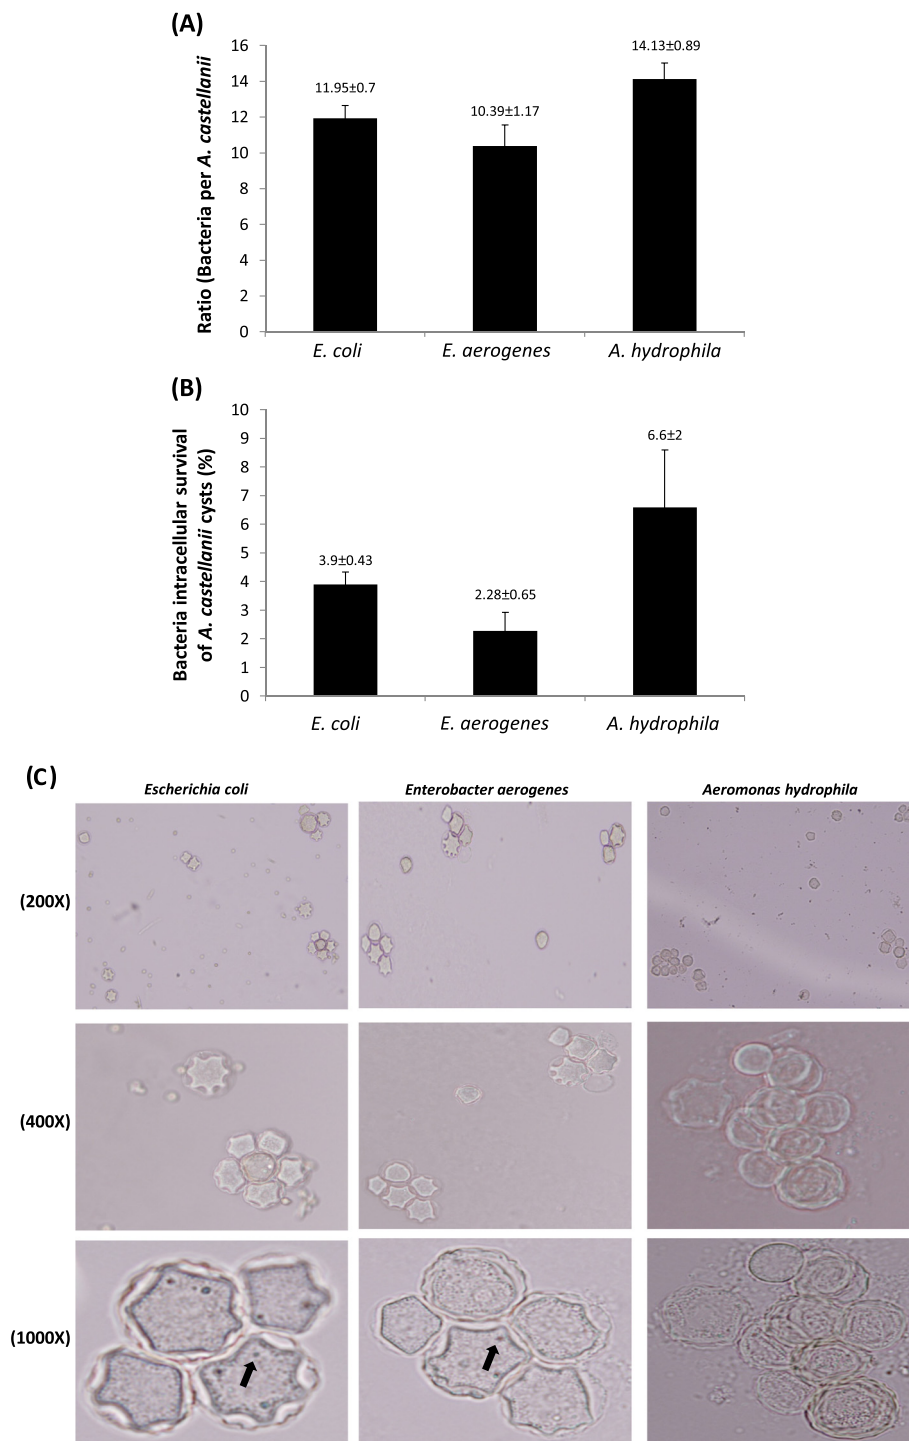 (A)
Ratio (Bacteria per A. castellanii
16
14
12
10
8
6
4
2
0
11.95±0.7
10.39±1.17
14.13±0.89
E. coli
E. aerogenes
A. hydrophila
(B)
Bacteria intracellular survival
of A. castellanii cysts (%)
10
9
8
7
6
5
4
3
2
1
0
3.9±0.43
2.28±0.65
6.6±2
E. coli
E. aerogenes
A. hydrophila
(C)
Escherichia coli
Enterobacter aerogenes
Aeromonas hydrophila
(200X)
(400X)
(1000X)